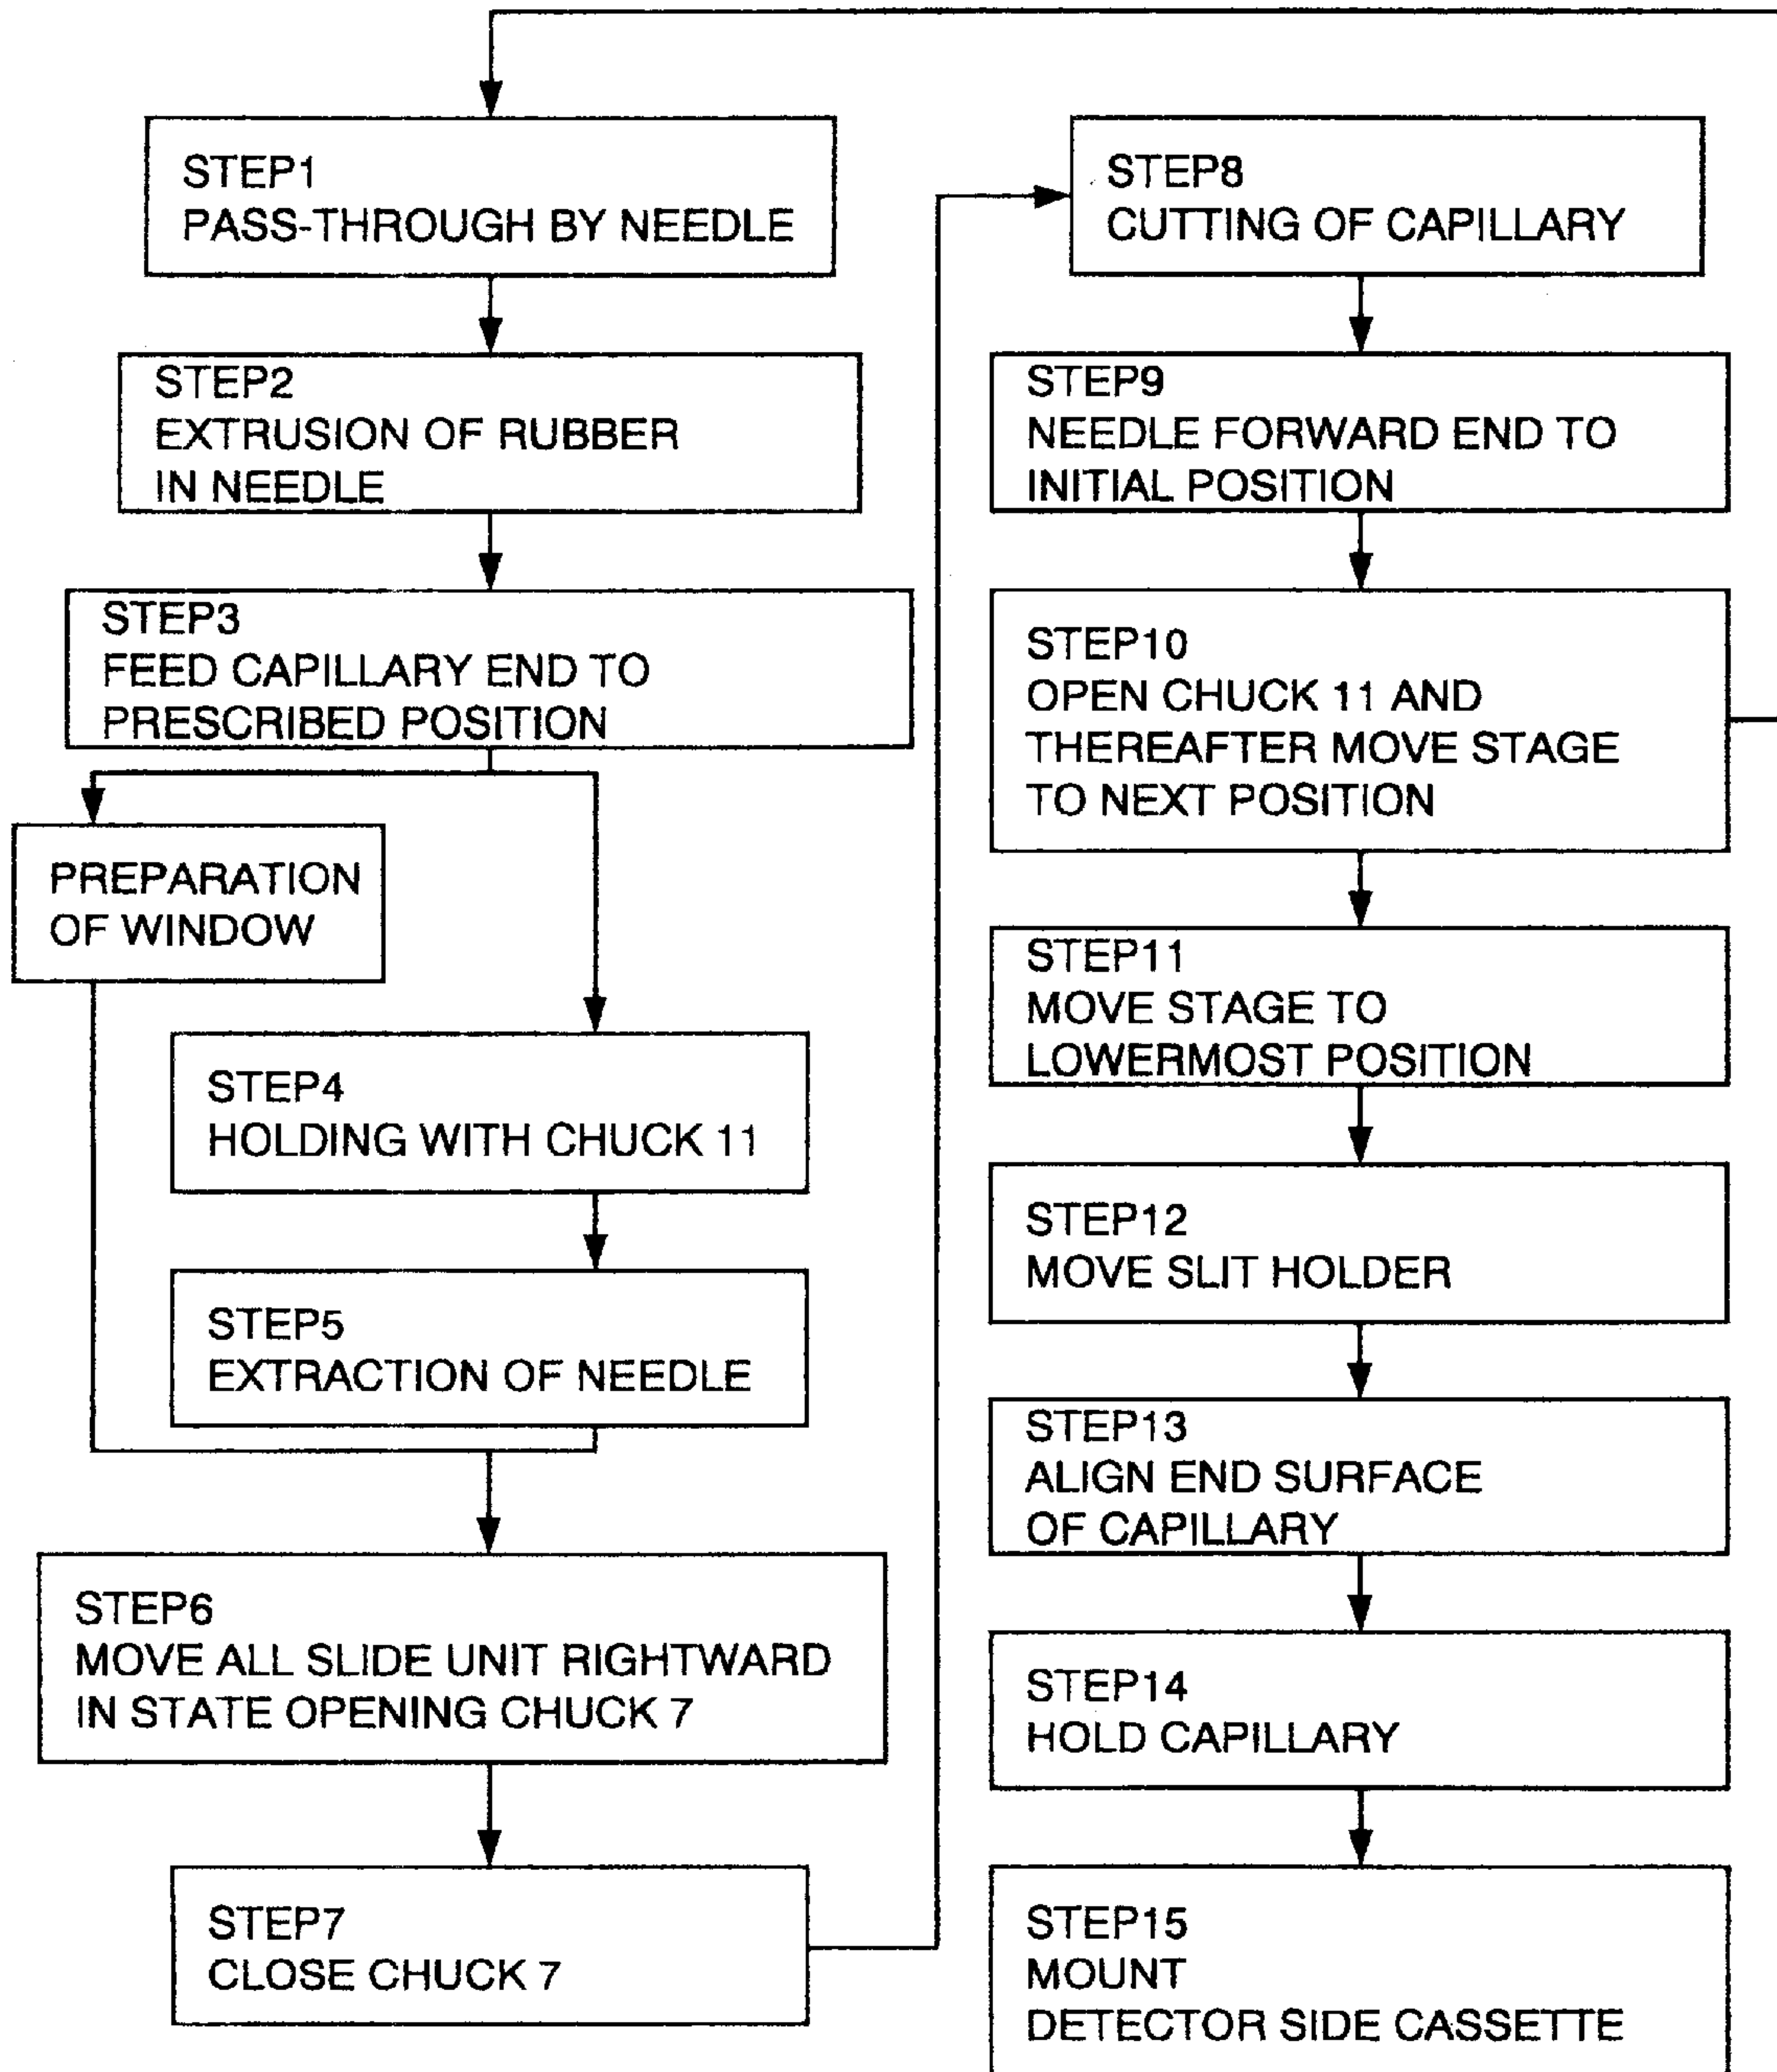 STEP1
PASS-THROUGH BY NEEDLE
STEP2
EXTRUSION OF RUBBER
IN NEEDLE
STEP3
FEED CAPILLARY END TO
PRESCRIBED POSITION
PREPARATION
OF WINDOW
STEP4
HOLDING WITH CHUCK 11
STEP5
EXTRACTION OF NEEDLE
STEP6
MOVE ALL SLIDE UNIT RIGHTWARD
IN STATE OPENING CHUCK 7
STEP7
CLOSE CHUCK 7
STEP8
CUTTING OF CAPILLARY
STEP9
NEEDLE FORWARD END TO
INITIAL POSITION
STEP10
OPEN CHUCK 11 AND
THEREAFTER MOVE STAGE
TO NEXT POSITION
STEP11
MOVE STAGE TO
LOWERMOST POSITION
STEP12
MOVE SLIT HOLDER
STEP13
ALIGN END SURFACE
OF CAPILLARY
STEP14
HOLD CAPILLARY
STEP15
MOUNT
DETECTOR SIDE CASSETTE